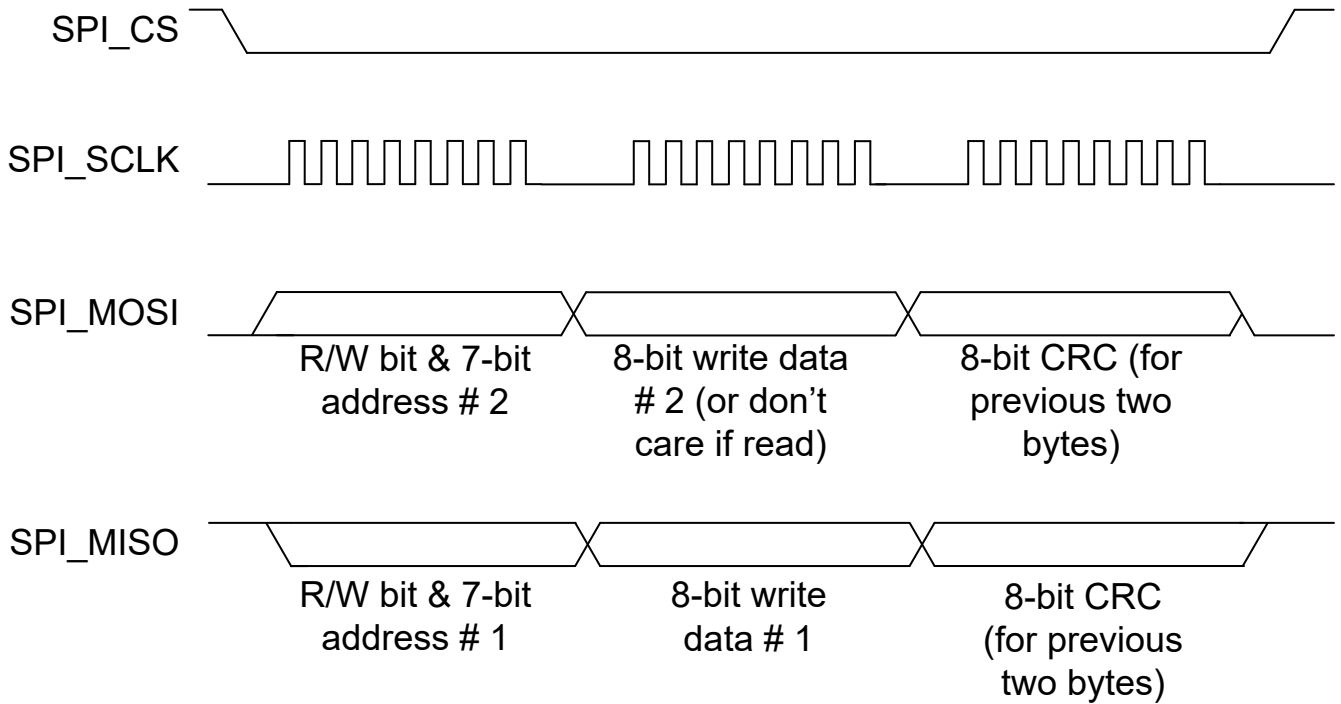 SPI_CS
SPI_SCLK
SPI_MOSI
R/W bit & 7-bit
address # 2
8-bit write data
# 2 (or don’t
care if read)
8-bit CRC (for
previous two
bytes)
SPI_MISO
R/W bit & 7-bit
address # 1
8-bit write
data # 1
8-bit CRC
(for previous
two bytes)